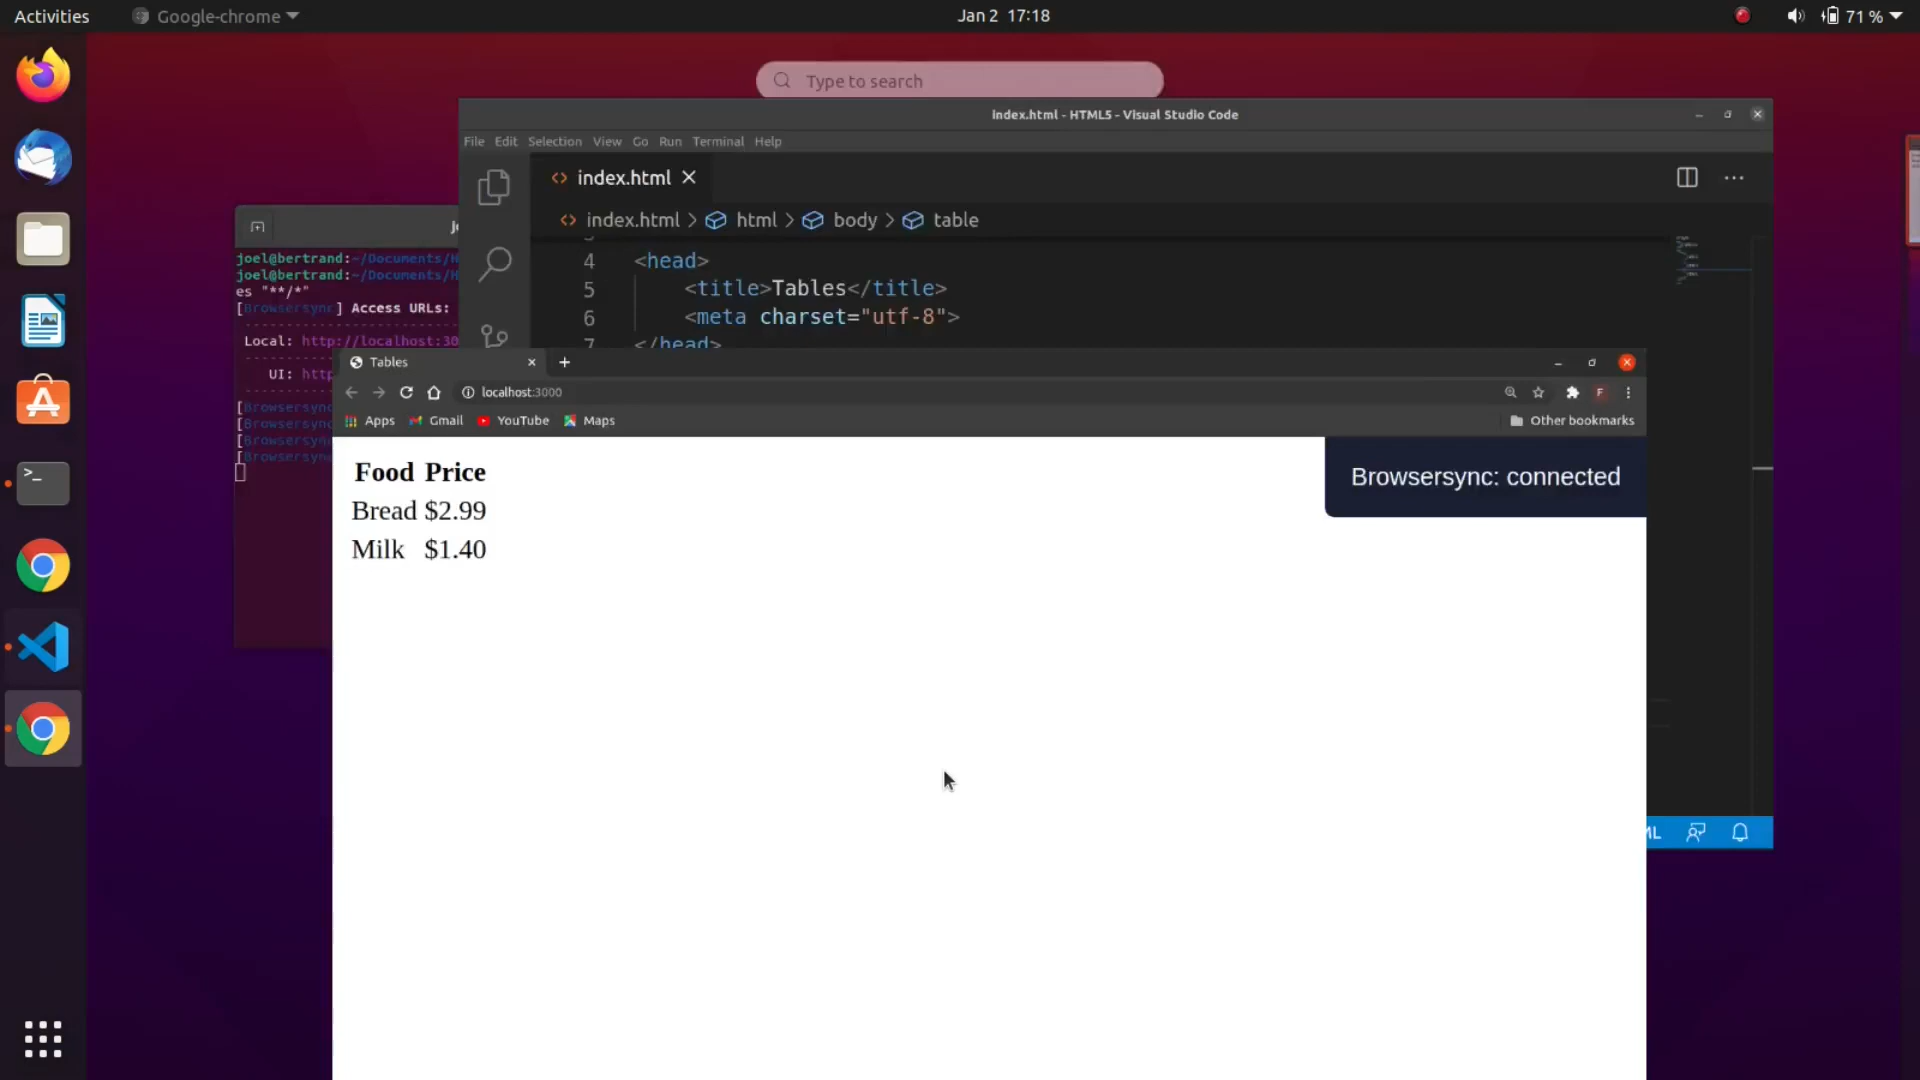 Activities
Google-chrome
Jan 2 17:18
71 %
Type to search
index.html - HTML5 - Visual Studio Code
File Edit Selection View Go Run Terminal Help
index.html
index.html > html > body > table
4 <head>
5 <title>Tables</title>
6 <meta charset="utf-8">
7 </head>
joel@bertrand:~/Documents/H
joel@bertrand:~/Documents/H
es "**/*"
[Browsersync] Access URLs:
Local: http://localhost:30
UI: http
[Browsersync
[Browsersync
[Browsersync
[Browsersync
Tables
localhost:3000
Apps Gmail YouTube Maps
Other bookmarks
Food Price
Bread $2.99
Milk $1.40
Browsersync: connected